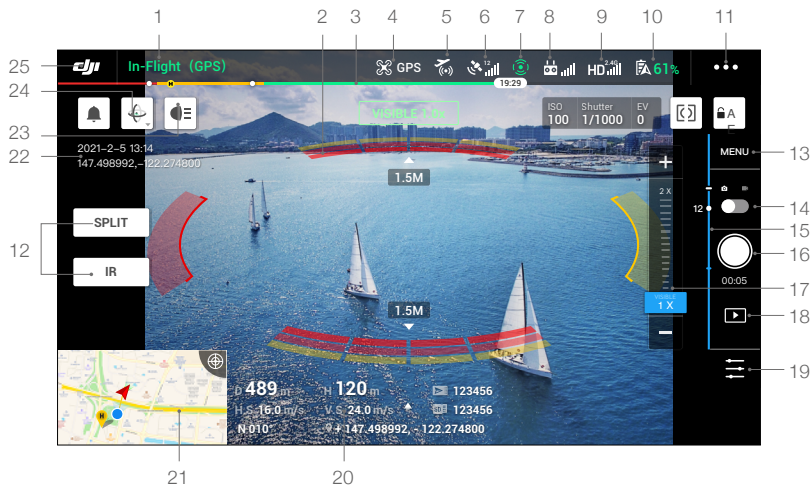 1 2 3 4 5 6 7 8 9 10 11
25 dji In-Flight (GPS) GPS 12 HD 2.4G 61%
24 19:29
VISIBLE 1.0x ISO 100 Shutter 1/1000 EV 0 A
23
22 2021-2-5 13:14 MENU 13
147.498992,-122.274800
1.5M 2 X
12 14
SPLIT 15
12 16
IR 00:05
1.5M VISIBLE 1 X 17
18
D 489 m H 120 m 123456 19
H.S. 16.0 m/s V.S. 24.0 m/s SD 123456
H N 010° + 147.498992, - 122.274800
21 20